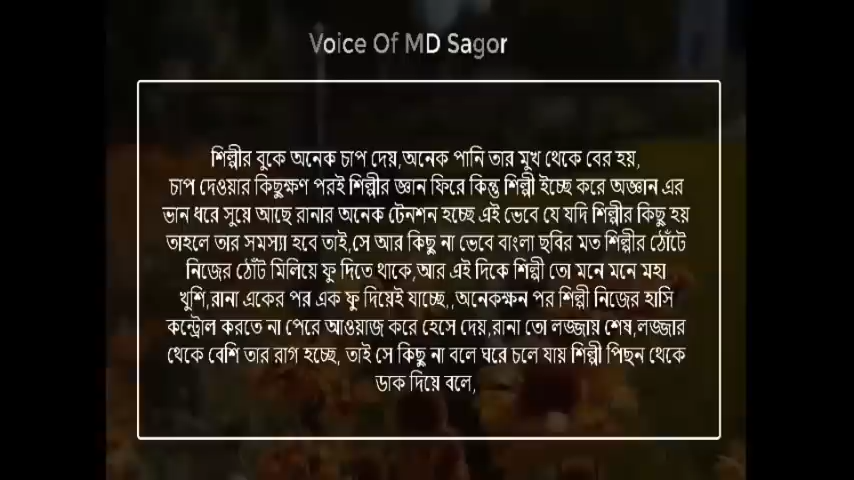 Voice Of MD Sagor
শিল্পীর বুকে অনেক চাপ দেয়,অনেক পানি তার মুখ থেকে বের হয়,
চাপ দেওয়ার কিছুক্ষণ পরই শিল্পীর জ্ঞান ফিরে কিন্তু শিল্পী ইচ্ছে করে অজ্ঞান এর
ভান ধরে সুয়ে আছে রানার অনেক টেনশন হচ্ছে এই ভেবে যে যদি শিল্পীর কিছু হয়
তাহলে তার সমস্যা হবে তাই,সে আর কিছু না ভেবে বাংলা ছবির মত শিল্পীর ঠোঁটে
নিজের ঠোঁট মিলিয়ে ফু দিতে থাকে,আর এই দিকে শিল্পী তো মনে মনে মহা
খুশি,রানা একের পর এক ফু দিয়েই যাচ্ছে,,অনেকক্ষন পর শিল্পী নিজের হাসি
কন্ট্রোল করতে না পেরে আওয়াজ করে হেসে দেয়,রানা তো লজ্জায় শেষ,লজ্জার
থেকে বেশি তার রাগ হচ্ছে, তাই সে কিছু না বলে ঘরে চলে যায় শিল্পী পিছন থেকে
ডাক দিয়ে বলে,